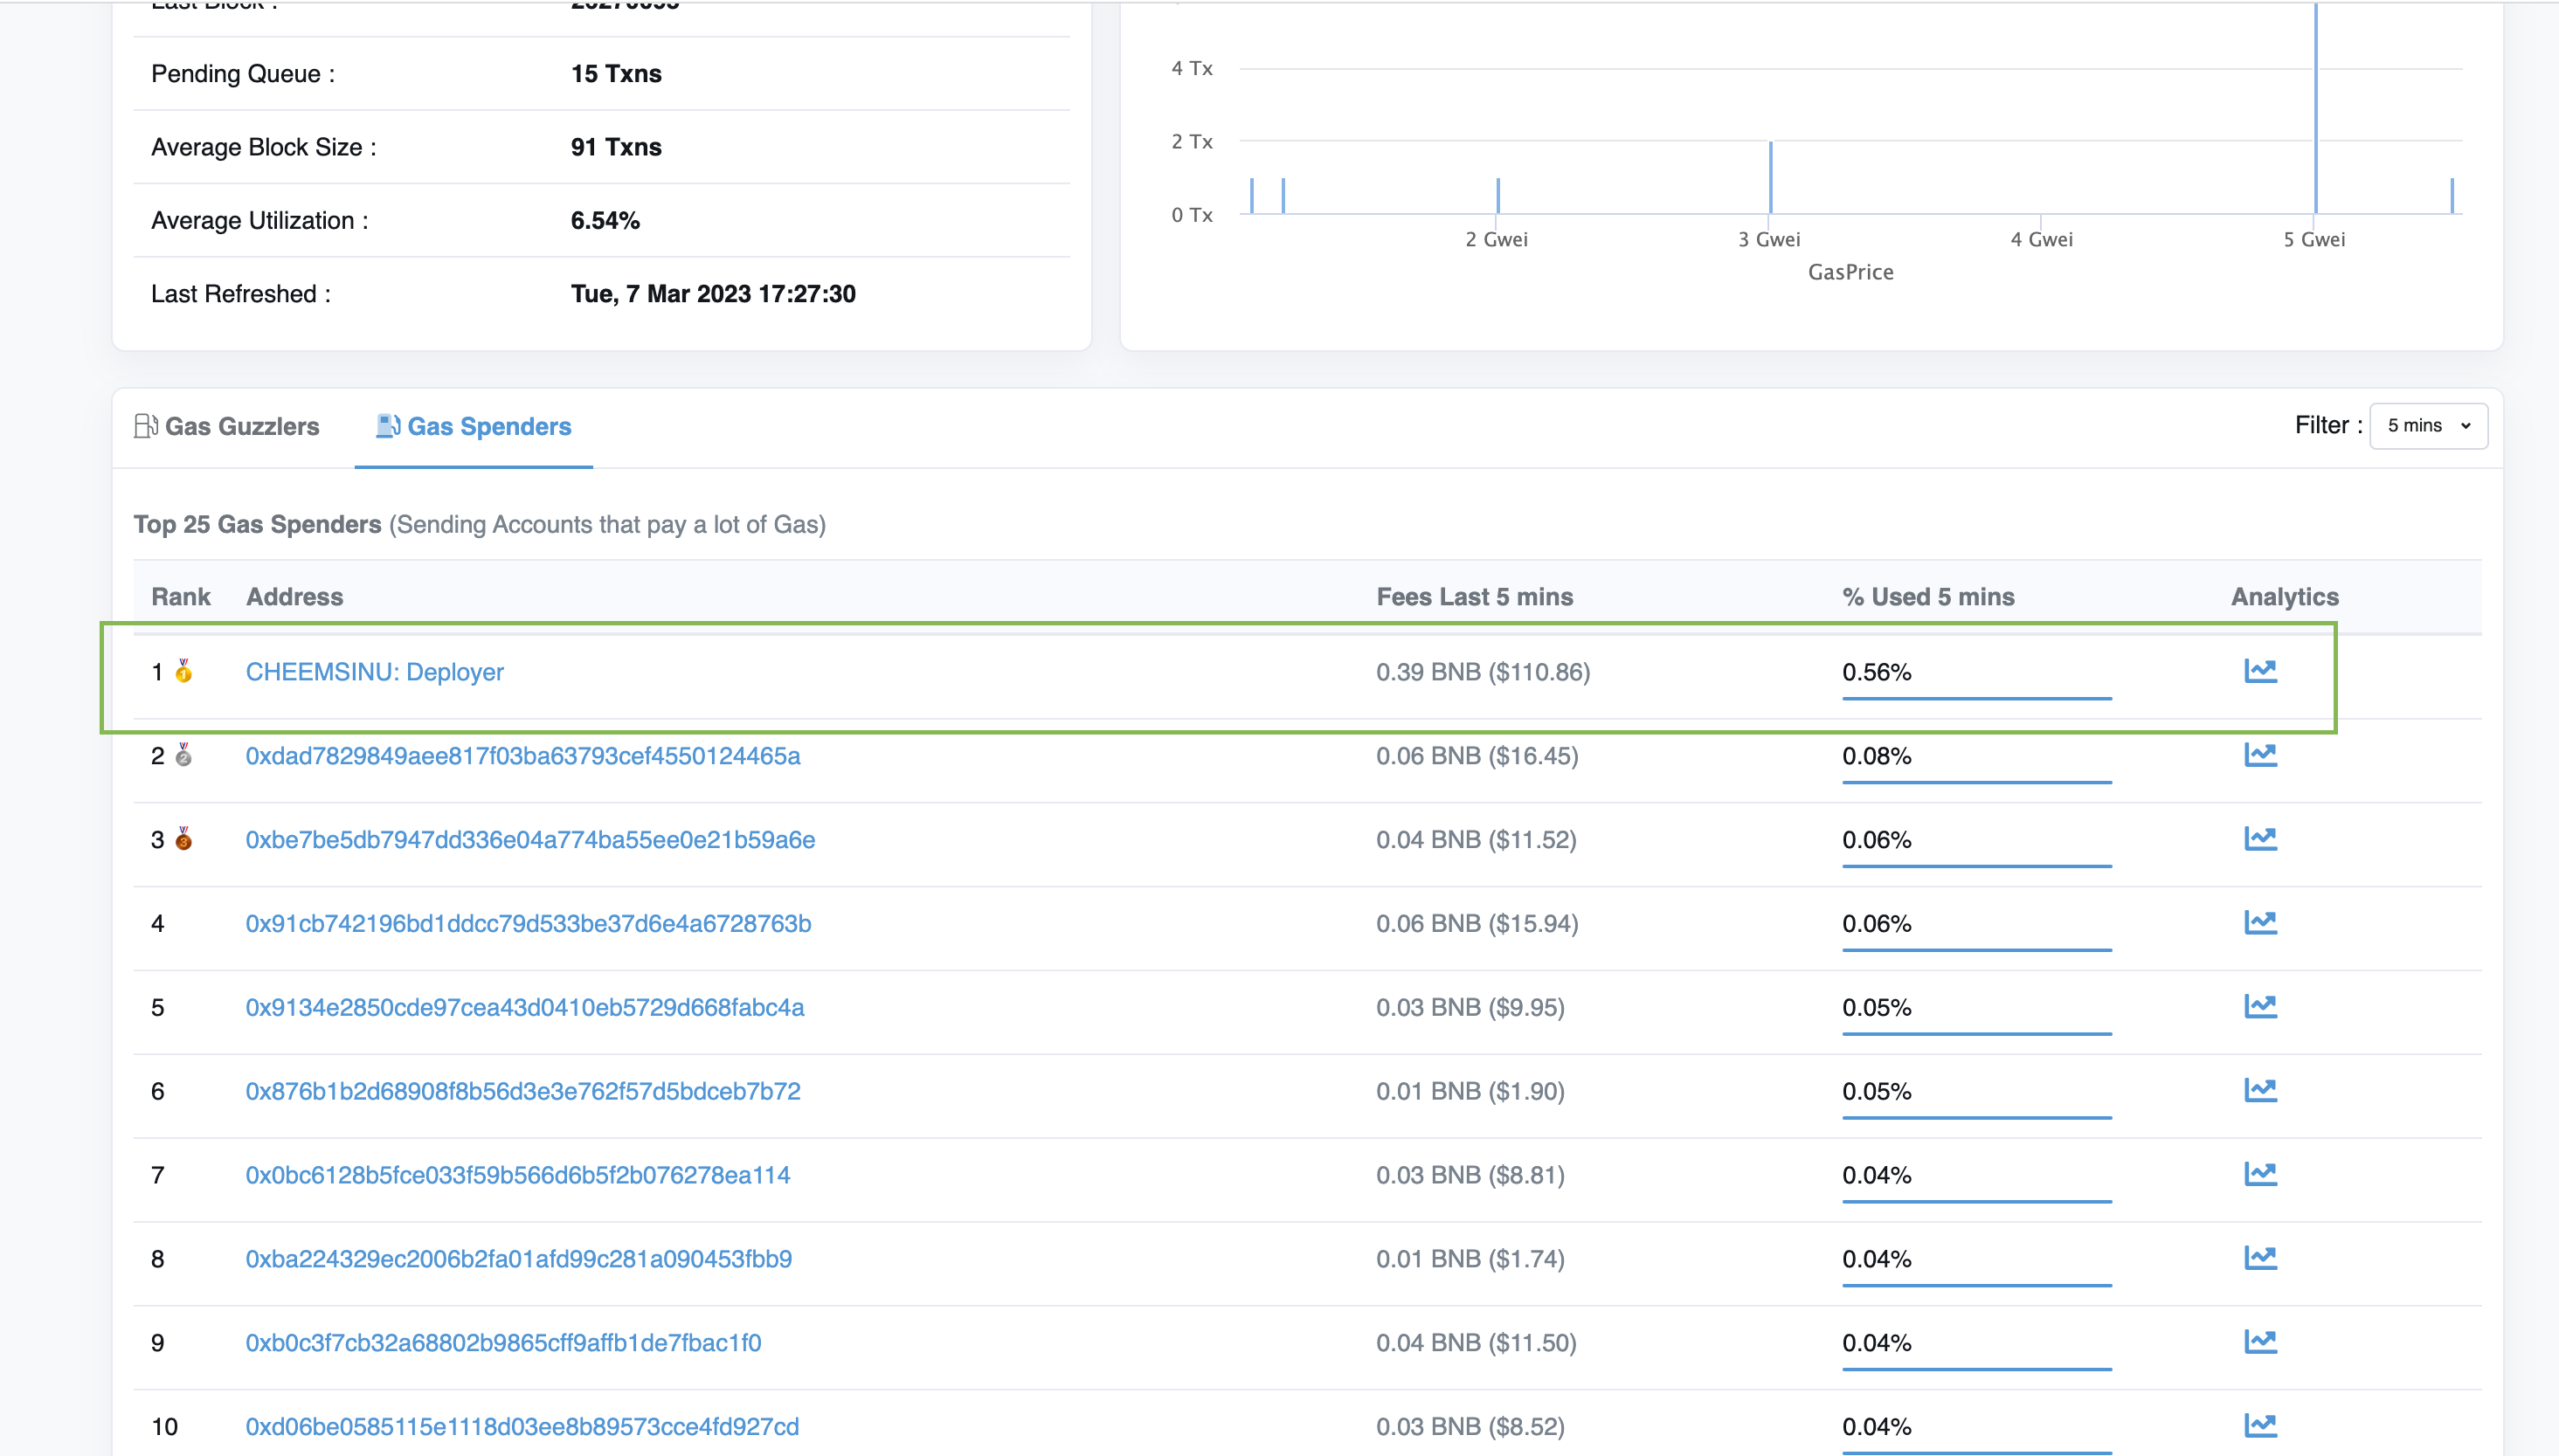 Pending Queue : 15 Txns
Average Block Size : 91 Txns
Average Utilization : 6.54%
Last Refreshed : Tue, 7 Mar 2023 17:27:30
4 Tx
2 Tx
0 Tx
2 Gwei 3 Gwei 4 Gwei 5 Gwei
GasPrice
Gas Guzzlers Gas Spenders Filter : 5 mins
Top 25 Gas Spenders (Sending Accounts that pay a lot of Gas)
Rank Address Fees Last 5 mins % Used 5 mins Analytics
1 CHEEMSINU: Deployer 0.39 BNB ($110.86) 0.56%
2 0xdad7829849aee817f03ba63793cef4550124465a 0.06 BNB ($16.45) 0.08%
3 0xbe7be5db7947dd336e04a774ba55ee0e21b59a6e 0.04 BNB ($11.52) 0.06%
4 0x91cb742196bd1ddcc79d533be37d6e4a6728763b 0.06 BNB ($15.94) 0.06%
5 0x9134e2850cde97cea43d0410eb5729d668fabc4a 0.03 BNB ($9.95) 0.05%
6 0x876b1b2d68908f8b56d3e3e762f57d5bdceb7b72 0.01 BNB ($1.90) 0.05%
7 0x0bc6128b5fce033f59b566d6b5f2b076278ea114 0.03 BNB ($8.81) 0.04%
8 0xba224329ec2006b2fa01afd99c281a090453fbb9 0.01 BNB ($1.74) 0.04%
9 0xb0c3f7cb32a68802b9865cff9affb1de7fbac1f0 0.04 BNB ($11.50) 0.04%
10 0xd06be0585115e1118d03ee8b89573cce4fd927cd 0.03 BNB ($8.52) 0.04%